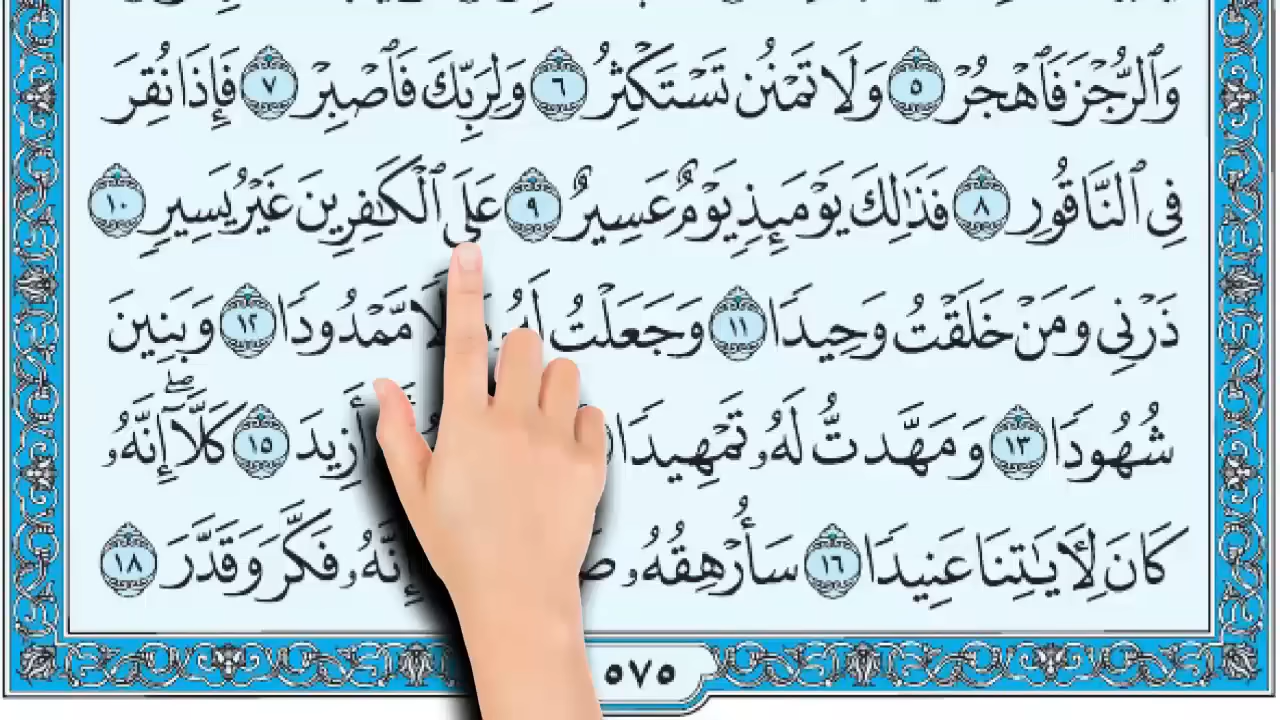 وَٱلرُّجْزَ فَٱهْجُرْ ٥ وَلَا تَمْنُن تَسْتَكْثِرُ ٦ وَلِرَبِّكَ فَٱصْبِرْ ٧ فَإِذَا نُقِرَ
فِى ٱلنَّاقُورِ ٨ فَذَٰلِكَ يَوْمَئِذٍ يَوْمٌ عَسِيرٌ ٩ عَلَى ٱلْكَٰفِرِينَ غَيْرُ يَسِيرٍ ١٠
ذَرْنِى وَمَنْ خَلَقْتُ وَحِيدًا ١١ وَجَعَلْتُ لَهُۥ مَّمْدُودًا ١٢ وَبَنِينَ
شُهُودًا ١٣ وَمَهَّدتُّ لَهُۥ تَمْهِيدًا أَزِيدَ ١٥ كَلَّآ ۖ إِنَّهُۥ
كَانَ لِءَايَٰتِنَا عَنِيدًا ١٦ سَأُرْهِقُهُۥ إِنَّهُۥ فَكَّرَ وَقَدَّرَ ١٨
٥٧٥